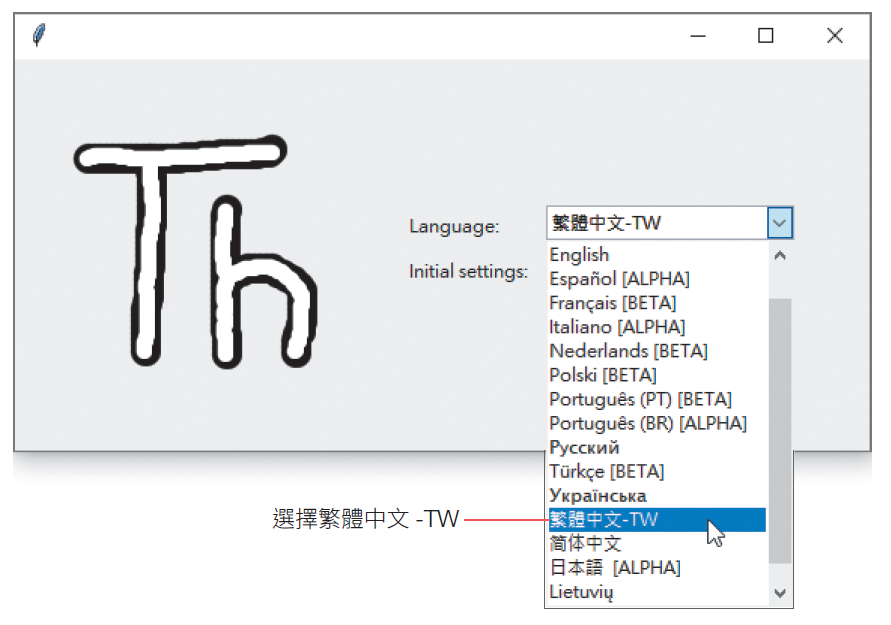 Th
Language:
繁體中文-TW
Initial settings:
English
Español [ALPHA]
Français [BETA]
Italiano [ALPHA]
Nederlands [BETA]
Polski [BETA]
Português (PT) [BETA]
Português (BR) [ALPHA]
Русский
Türkçe [BETA]
Українська
繁體中文-TW
简体中文
日本語 [ALPHA]
Lietuvių
選擇繁體中文 -TW